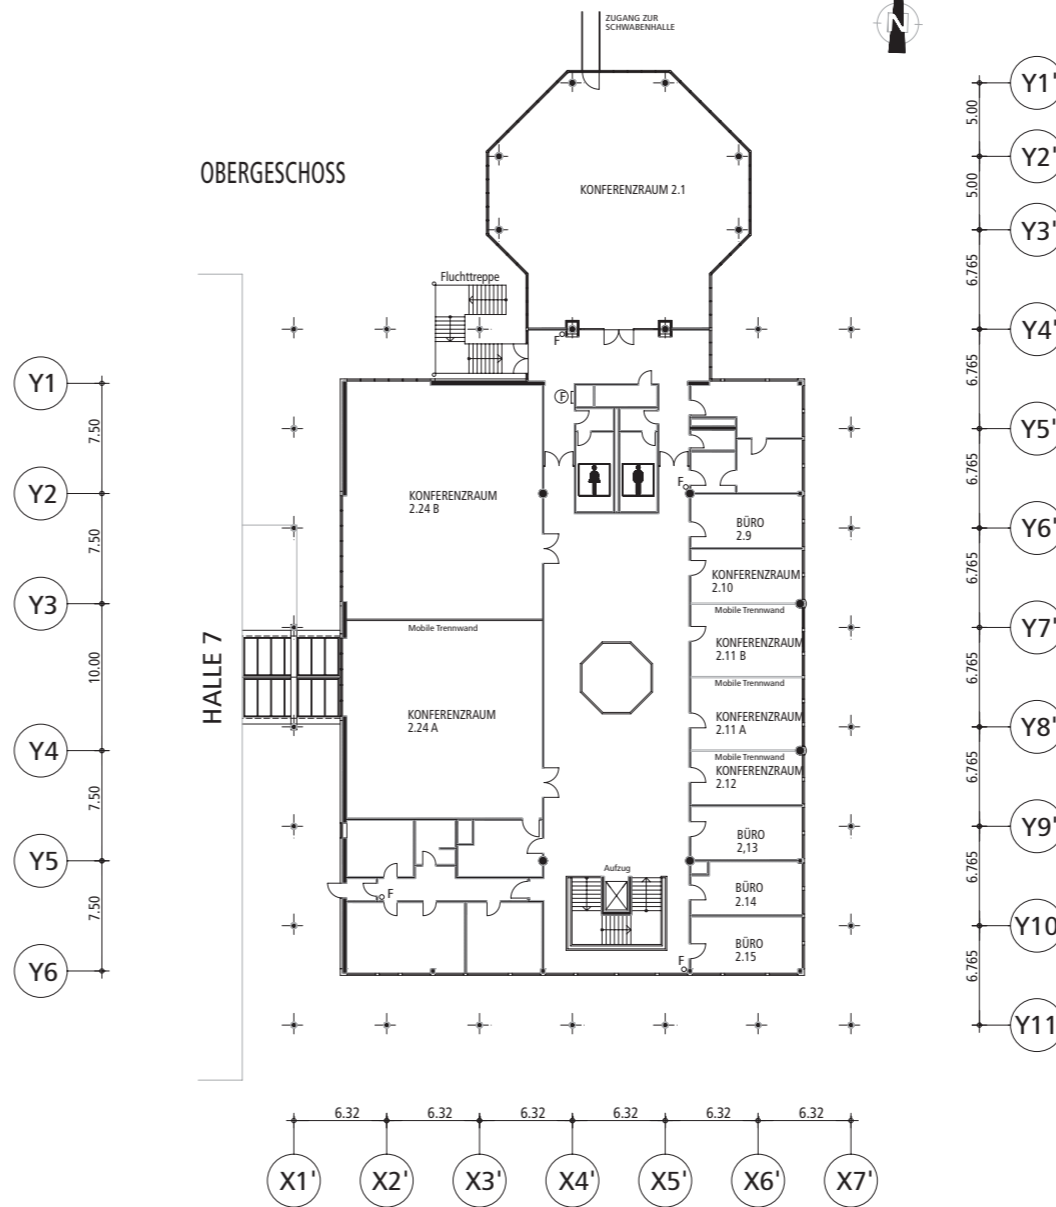 ZUGANG ZUR
SCHWABENHALLE
N
OBERGESCHOSS
KONFERENZRAUM 2.1
Fluchttreppe
F
F
F
KONFERENZRAUM
2.24 B
BÜRO
2.9
KONFERENZRAUM
2.10
Mobile Trennwand
Mobile Trennwand
KONFERENZRAUM
2.11 B
Mobile Trennwand
HALLE 7
KONFERENZRAUM
2.24 A
KONFERENZRAUM
2.11 A
Mobile Trennwand
KONFERENZRAUM
2.12
BÜRO
2,13
Aufzug
F
BÜRO
2.14
BÜRO
2.15
F
Y1
7.50
Y2
7.50
Y3
10.00
Y4
7.50
Y5
7.50
Y6
Y1'
5.00
Y2'
5.00
Y3'
6.765
Y4'
6.765
Y5'
6.765
Y6'
6.765
Y7'
6.765
Y8'
6.765
Y9'
6.765
Y10
6.765
Y11
6.32 6.32 6.32 6.32 6.32 6.32
X1' X2' X3' X4' X5' X6' X7'